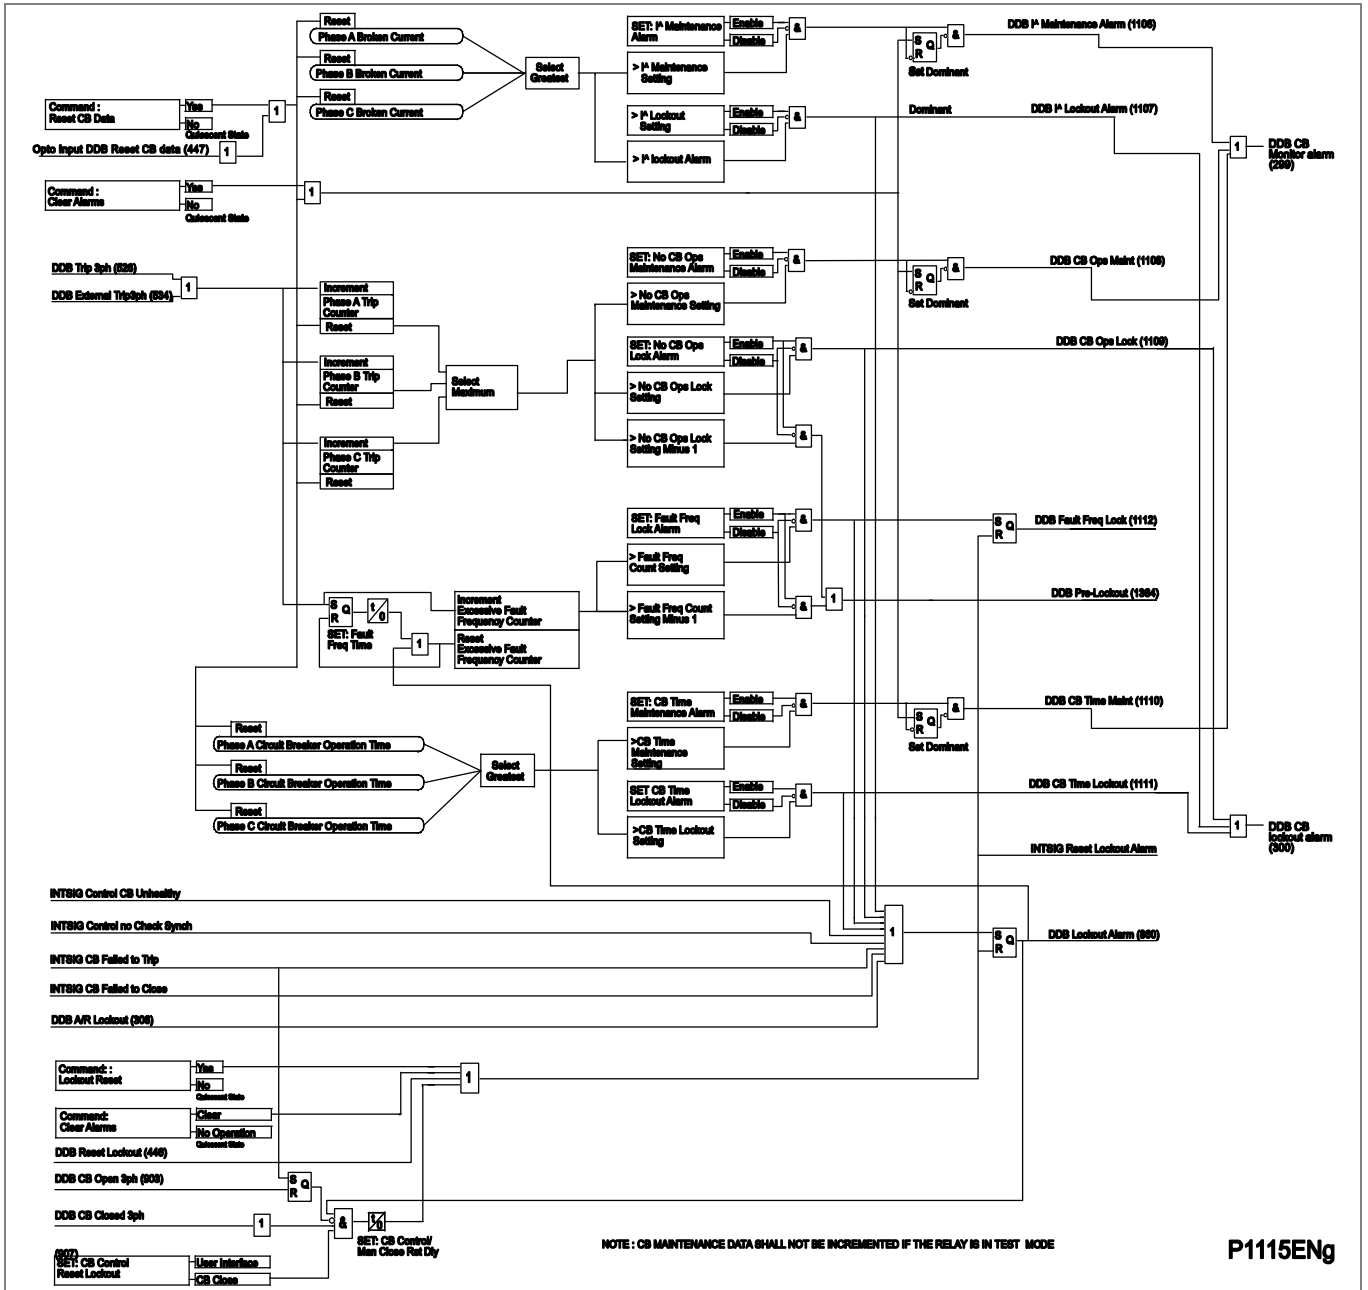 Reset
Phase A Broken Current
Reset
Phase B Broken Current
Reset
Phase C Broken Current
Select
Greatest
Command :
Reset CB Data
Yes
No
Quiescent State
1
Opto Input DDB Reset CB data (447)
1
Command :
Clear Alarms
Yes
No
Quiescent State
1
SET: I^ Maintenance
Alarm
Enable
Disable
&
> I^ Maintenance
Setting
> I^ Lockout
Setting
Enable
Disable
&
> I^ lockout Alarm
S
R
Q
&
Set Dominant
Dominant
DDB I^ Maintenance Alarm (1106)
DDB I^ Lockout Alarm (1107)
1
DDB CB
Monitor alarm
(299)
DDB Trip 3ph (526)
DDB External Trip3ph (534)
1
Increment
Phase A Trip
Counter
Reset
Increment
Phase B Trip
Counter
Reset
Increment
Phase C Trip
Counter
Reset
Select
Maximum
SET: No CB Ops
Maintenance Alarm
Enable
Disable
&
> No CB Ops
Maintenance Setting
SET: No CB Ops
Lock Alarm
Enable
Disable
&
> No CB Ops Lock
Setting
> No CB Ops Lock
Setting Minus 1
&
S
R
Q
&
Set Dominant
DDB CB Ops Maint (1108)
DDB CB Ops Lock (1109)
SET: Fault Freq
Lock Alarm
Enable
Disable
&
> Fault Freq
Count Setting
> Fault Freq Count
Setting Minus 1
&
1
S
R
Q
DDB Fault Freq Lock (1112)
DDB Pre-Lockout (1364)
S
R
Q
t
0
SET: Fault
Freq Time
1
Increment
Excessive Fault
Frequency Counter
Reset
Excessive Fault
Frequency Counter
Reset
Phase A Circuit Breaker Operation Time
Reset
Phase B Circuit Breaker Operation Time
Reset
Phase C Circuit Breaker Operation Time
Select
Greatest
SET: CB Time
Maintenance Alarm
Enable
Disable
&
>CB Time
Maintenance
Setting
SET CB Time
Lockout Alarm
Enable
Disable
&
>CB Time Lockout
Setting
S
R
Q
&
Set Dominant
DDB CB Time Maint (1110)
DDB CB Time Lockout (1111)
1
DDB CB
lockout alarm
(300)
INTSIG Reset Lockout Alarm
INTSIG Control CB Unhealthy
INTSIG Control no Check Synch
INTSIG CB Failed to Trip
INTSIG CB Failed to Close
DDB A/R Lockout (306)
1
S
R
Q
DDB Lockout Alarm (860)
Command: :
Lockout Reset
Yes
No
Quiescent State
Command:
Clear Alarms
Clear
No Operation
Quiescent State
1
DDB Reset Lockout (446)
DDB CB Open 3ph (903)
S
R
Q
DDB CB Closed 3ph
1
&
t
0
SET: CB Control/
Man Close Rst Dly
(907)
SET: CB Control
Reset Lockout
User Interface
CB Close
NOTE : CB MAINTENANCE DATA SHALL NOT BE INCREMENTED IF THE RELAY IS IN TEST MODE
P1115ENg